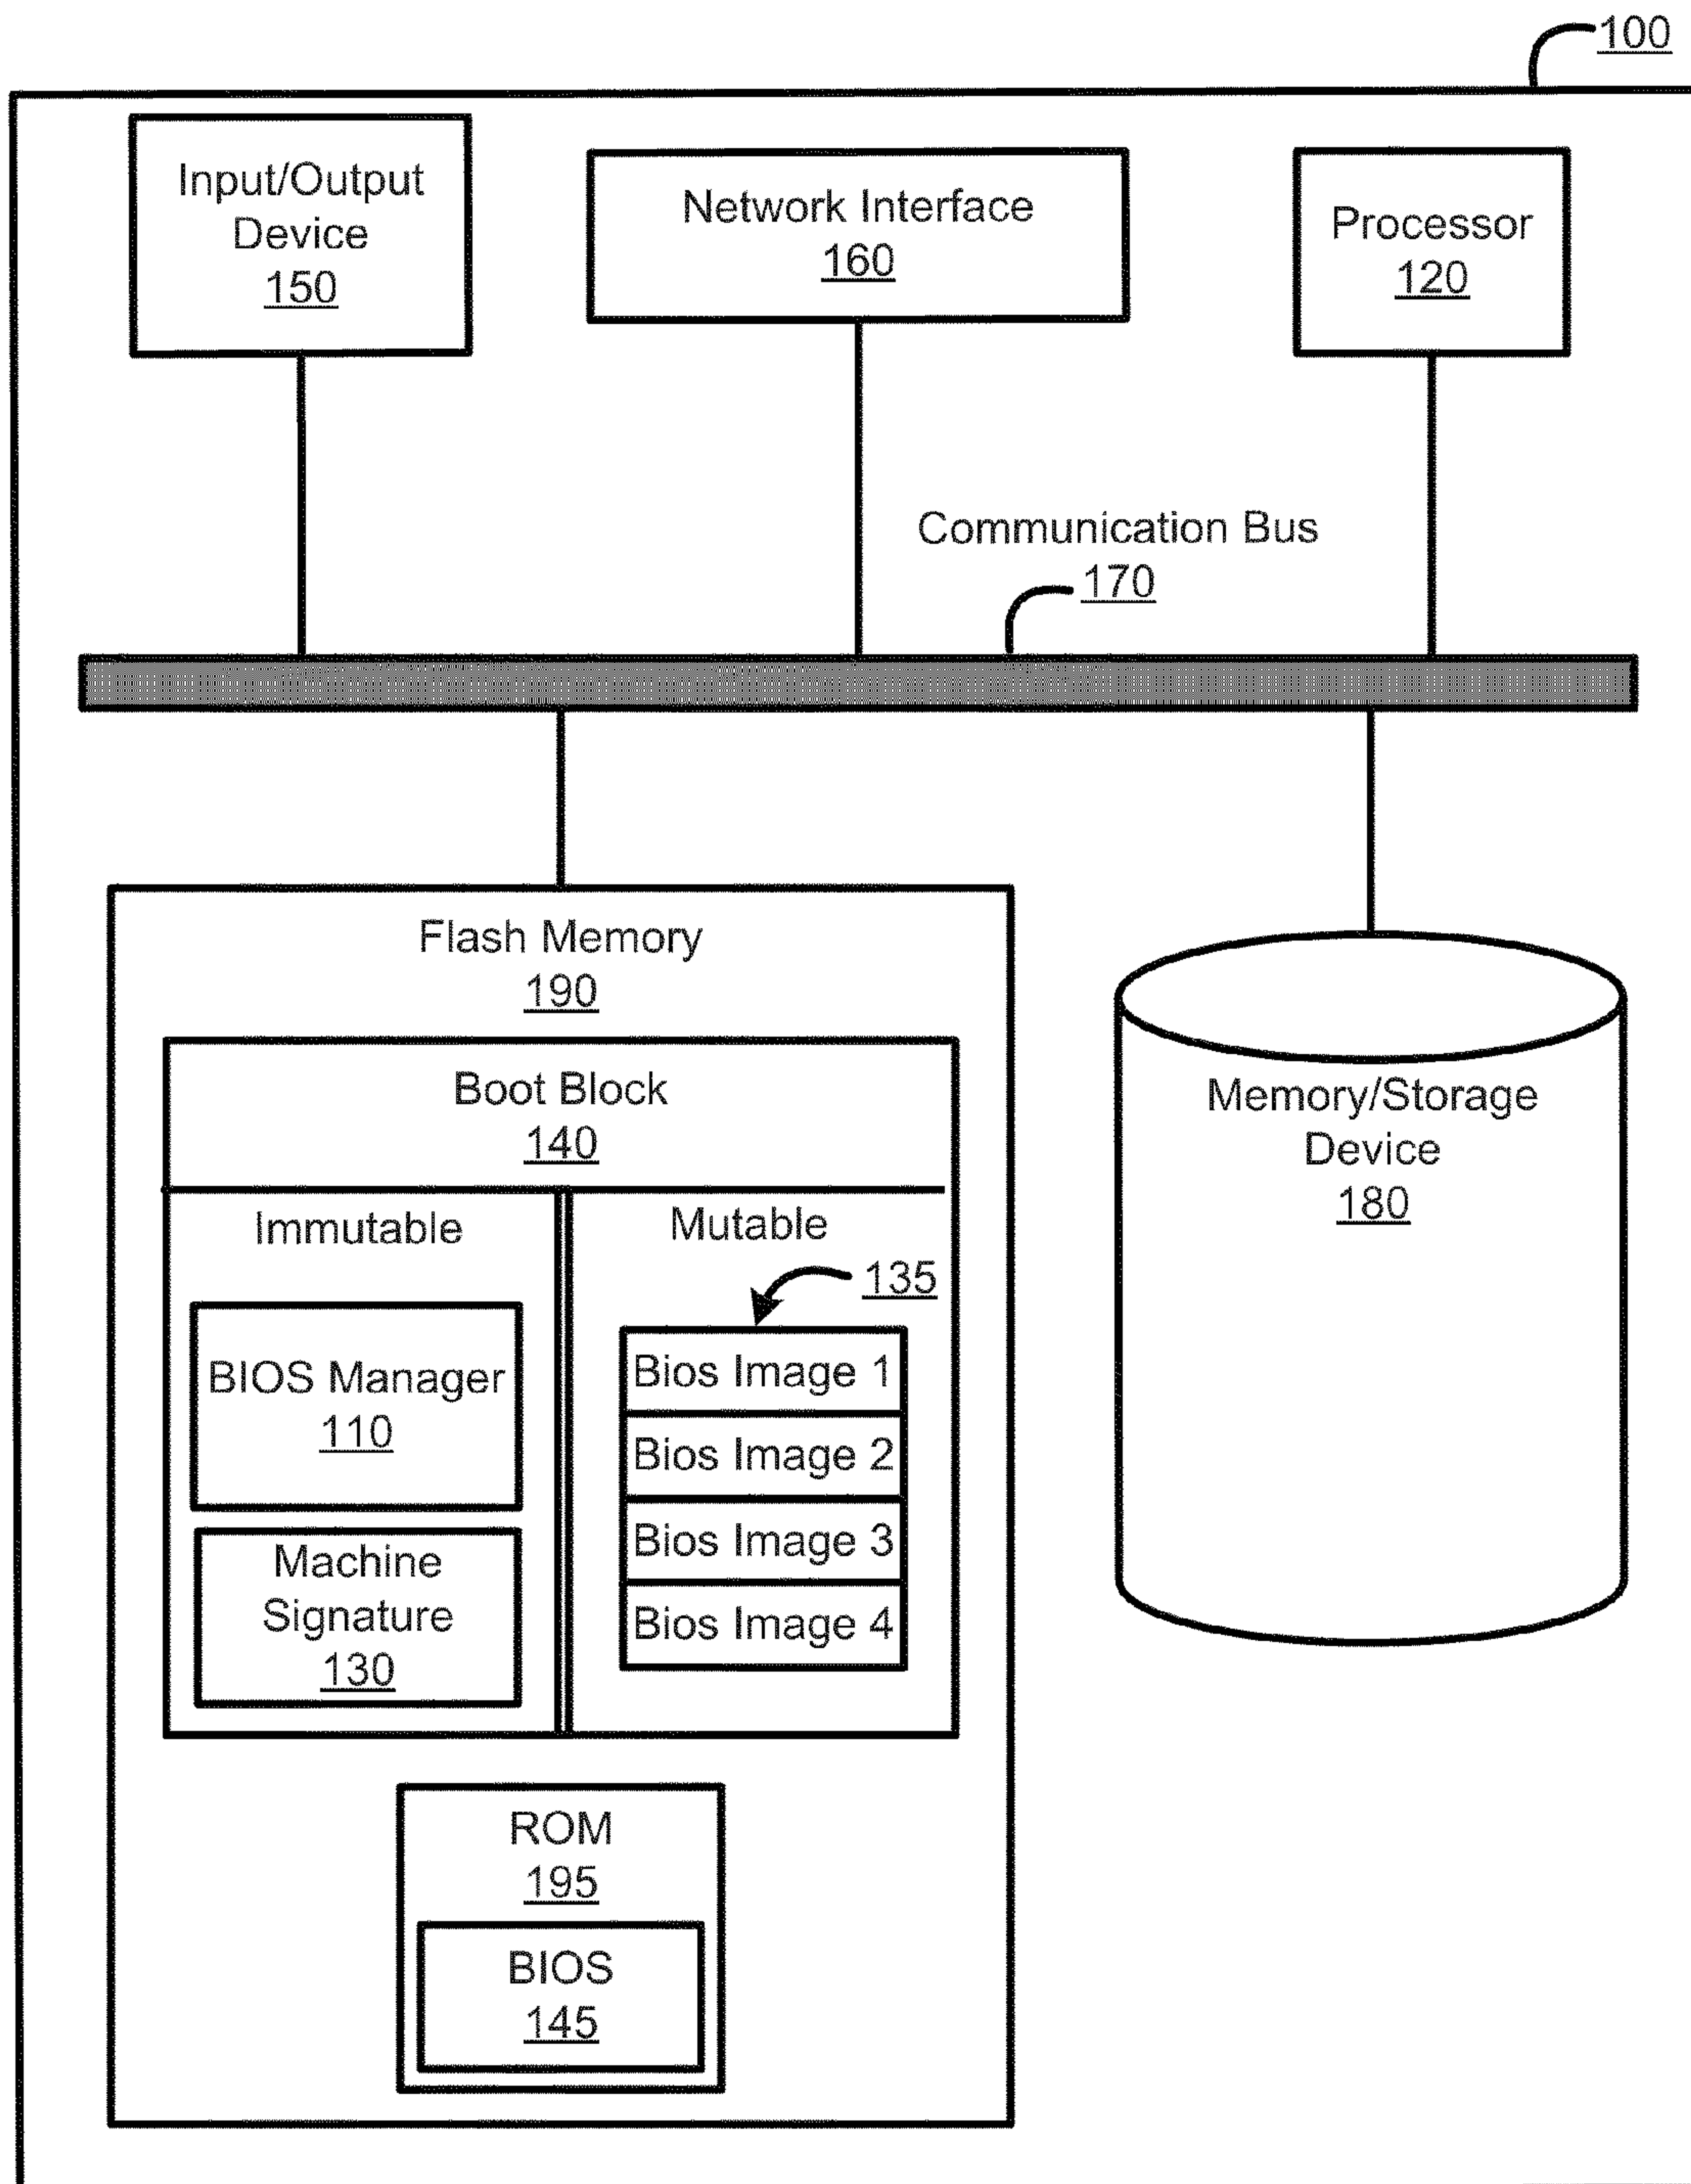 100
Input/Output
Device
150
Network Interface
160
Processor
120
Communication Bus
170
Flash Memory
190
Boot Block
140
Immutable
BIOS Manager
110
Machine
Signature
130
Mutable
135
Bios Image 1
Bios Image 2
Bios Image 3
Bios Image 4
ROM
195
BIOS
145
Memory/Storage
Device
180